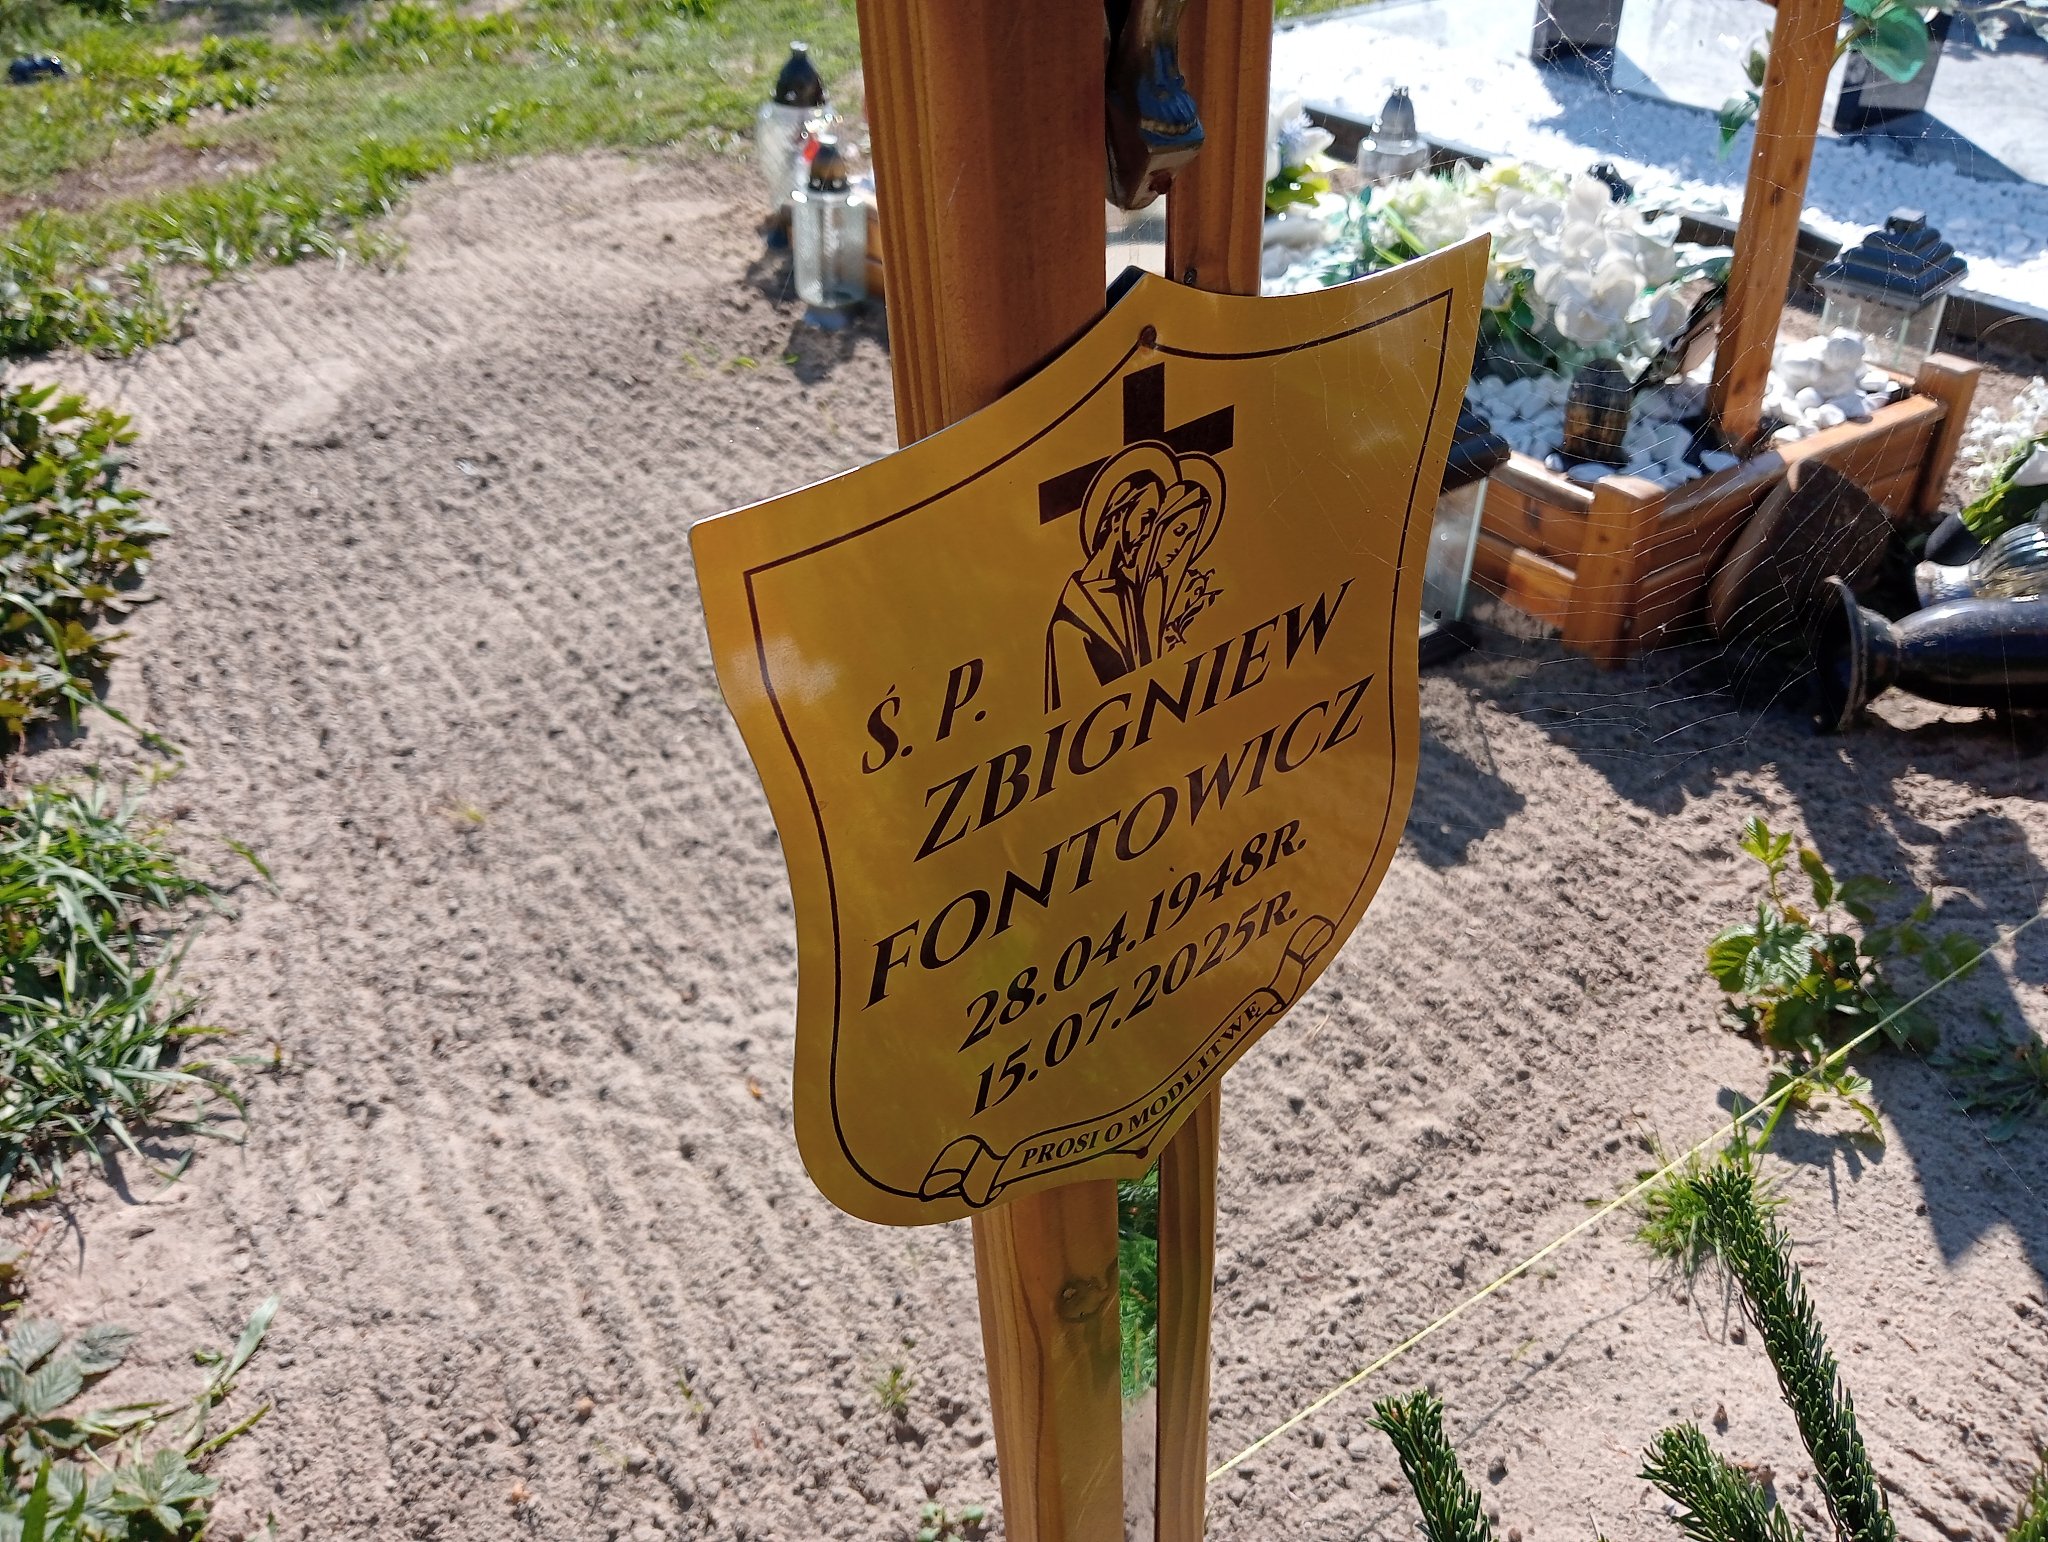 Ś. P.
ZBIGNIEW
FONTOWICZ
28.04.1948R.
15.07.2025R.
PROSI O MODLITWĘ